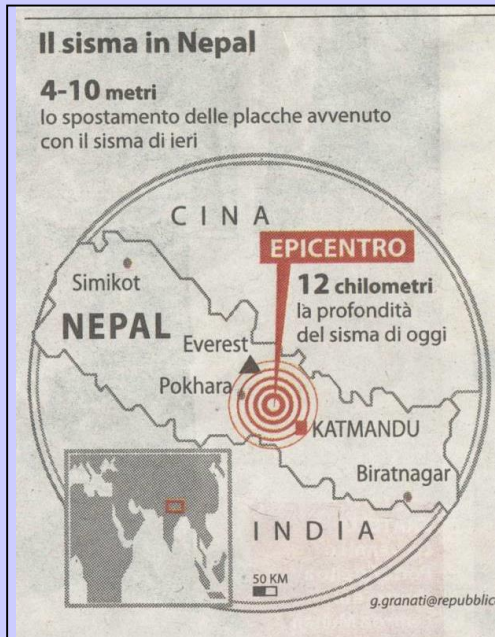 Il sisma in Nepal
4-10 metri
lo spostamento delle placche avvenuto
con il sisma di ieri
CINA
EPICENTRO
Simikot
12 chilometri
la profondità
del sisma di oggi
NEPAL
Everest
Pokhara
KATMANDU
Biratnagar
INDIA
50 KM
g.granati@repubblic